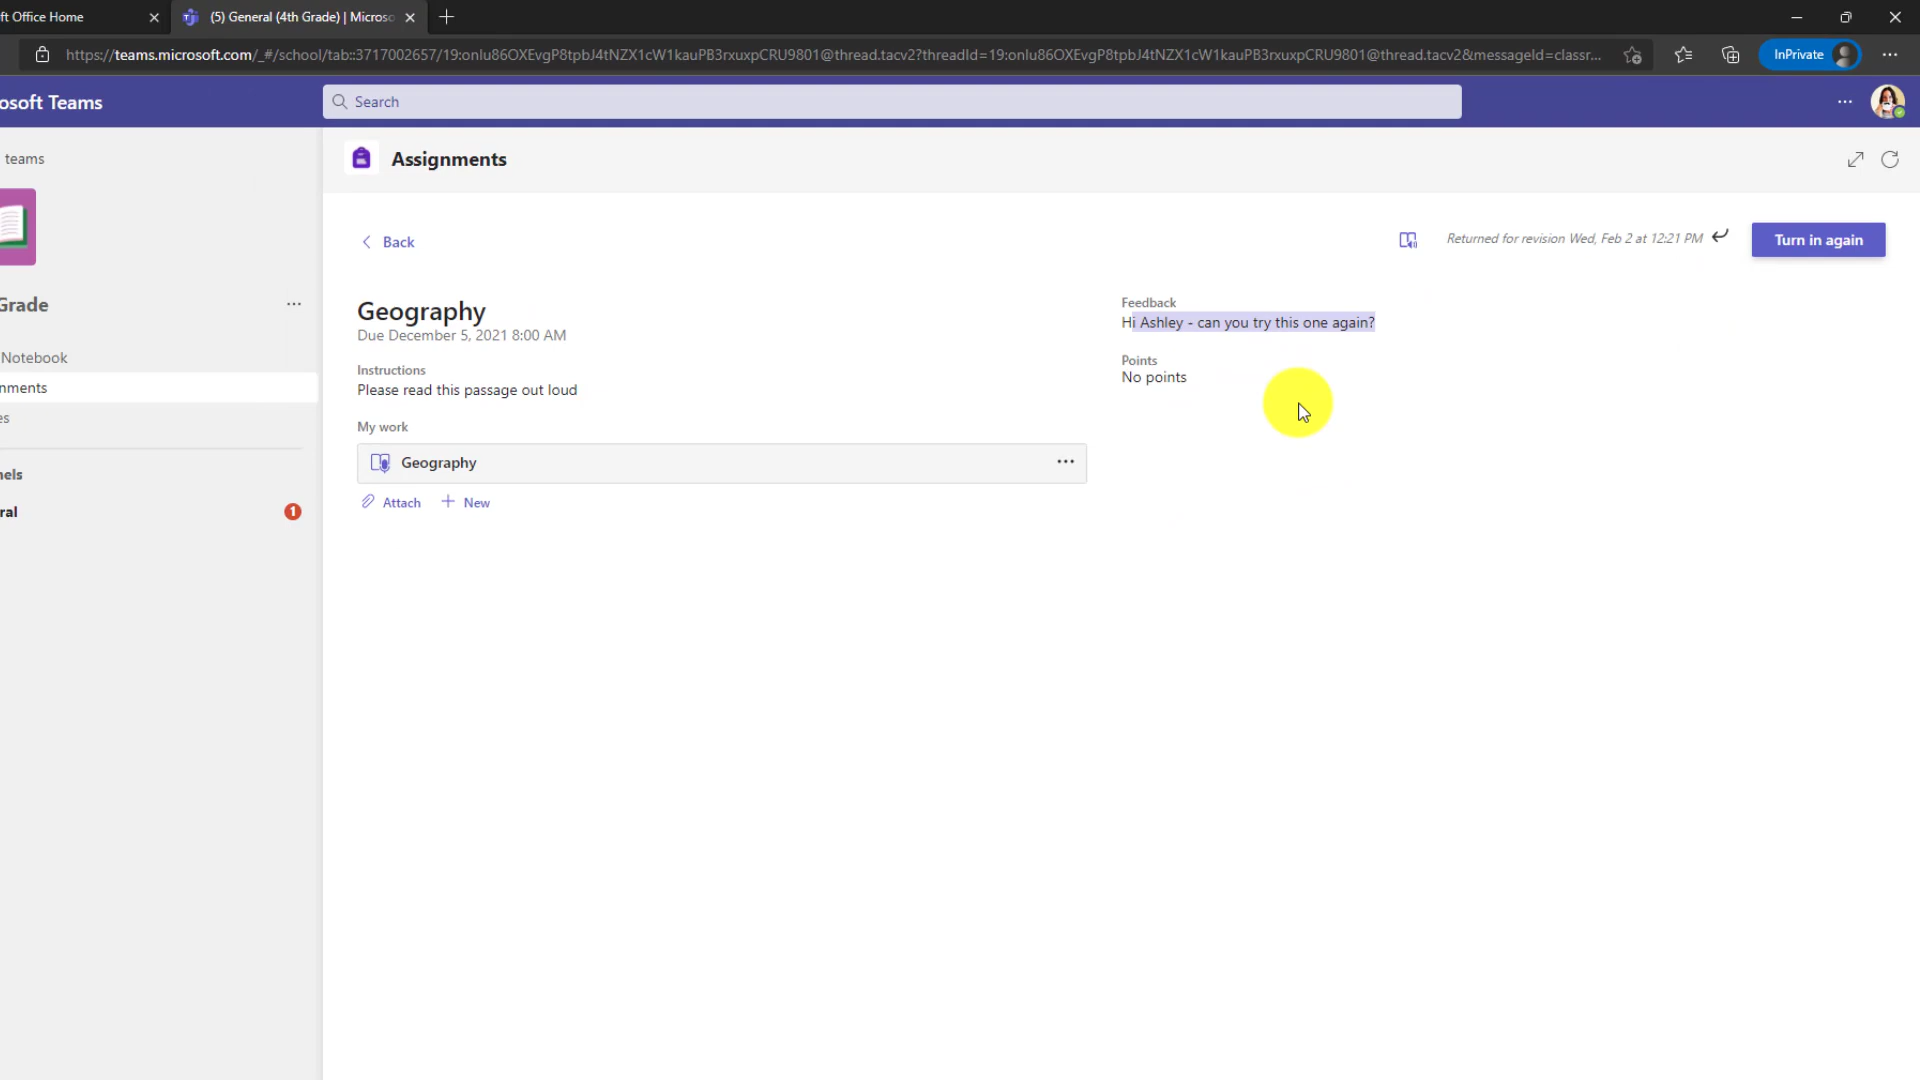 ft Office Home
(5) General (4th Grade) | Microso
https://teams.microsoft.com/_#/school/tab::3717002657/19:onlu86OXEvgP8tpbJ4tNZX1cW1kauPB3rxuxpCRU9801@thread.tacv2?threadId=19:onlu86OXEvgP8tpbJ4tNZX1cW1kauPB3rxuxpCRU9801@thread.tacv2&messageId=classr...
InPrivate
osoft Teams
Search
teams
Assignments
Back
Returned for revision Wed, Feb 2 at 12:21 PM
Turn in again
Grade
Notebook
nments
es
nels
ral
1
Geography
Due December 5, 2021 8:00 AM
Instructions
Please read this passage out loud
My work
Geography
Attach
New
Feedback
Hi Ashley - can you try this one again?
Points
No points